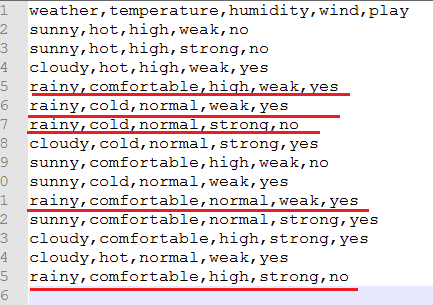 1 weather,temperature,humidity,wind,play
2 sunny,hot,high,weak,no
3 sunny,hot,high,strong,no
4 cloudy,hot,high,weak,yes
5 rainy,comfortable,high,weak,yes
6 rainy,cold,normal,weak,yes
7 rainy,cold,normal,strong,no
8 cloudy,cold,normal,strong,yes
9 sunny,comfortable,high,weak,no
0 sunny,cold,normal,weak,yes
1 rainy,comfortable,normal,weak,yes
2 sunny,comfortable,normal,strong,yes
3 cloudy,comfortable,high,strong,yes
4 cloudy,hot,normal,weak,yes
5 rainy,comfortable,high,strong,no
6